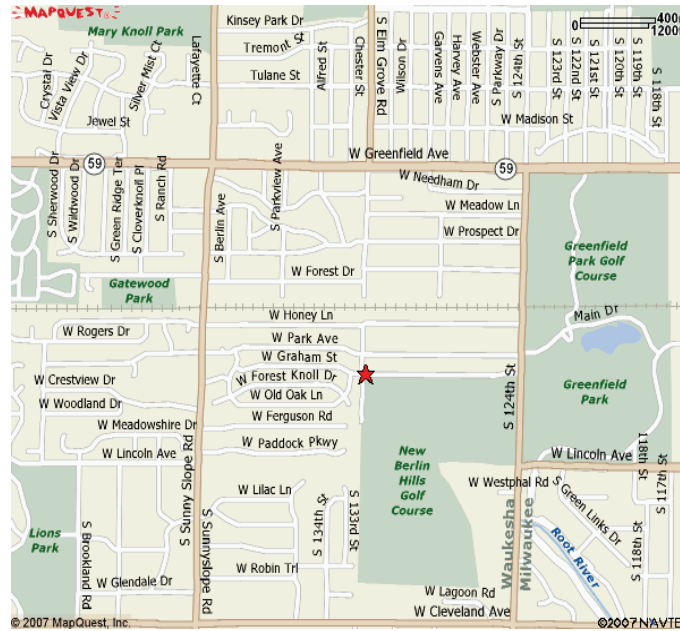 MAPQUEST
Mary Knoll Park
Kinsey Park Dr
Tremont St
Tulane St
Lafayette Ct
Alfred St
Chester St
S Elm Grove Rd
Wilson Dr
Garvens Ave
Harvey Ave
Webster Ave
S Parkway Dr
S 124th St
S 123rd St
S 122nd St
S 121st St
S 120th St
S 119th St
S 118th St
0 400
1200
Crystal Dr
Vista View Dr
Silver Mist Ct
Jewel St
W Madison St
W Greenfield Ave
59
59
S Sherwood Dr
S Wildwood Dr
S Green Ridge Ter
S Cloverknoll Pl
S Ranch Rd
S Berlin Ave
S Parkview Ave
W Needham Dr
W Meadow Ln
W Prospect Dr
W Forest Dr
Gatewood
Park
Greenfield
Park Golf
Course
W Honey Ln
Main Dr
W Rogers Dr
W Park Ave
W Graham St
W Crestview Dr
W Forest Knoll Dr
W Woodland Dr
W Old Oak Ln
W Meadowshire Dr
W Ferguson Rd
W Lincoln Ave
W Paddock Pkwy
S 124th St
Greenfield
Park
S Sunny Slope Rd
New
Berlin
Hills
Golf
Course
W Lincoln Ave
118th St
S 117th St
W Westphal Rd
S Green Links Dr
W Lilac Ln
S 134th St
S 133rd St
Lions
Park
S Brookland Rd
S Sunnyslope Rd
Waukesha
Milwaukee
Root River
S 118th St
W Glendale Dr
W Robin Trl
W Lagoon Rd
W Cleveland Ave
© 2007 MapQuest, Inc.
©2007 NAVTE